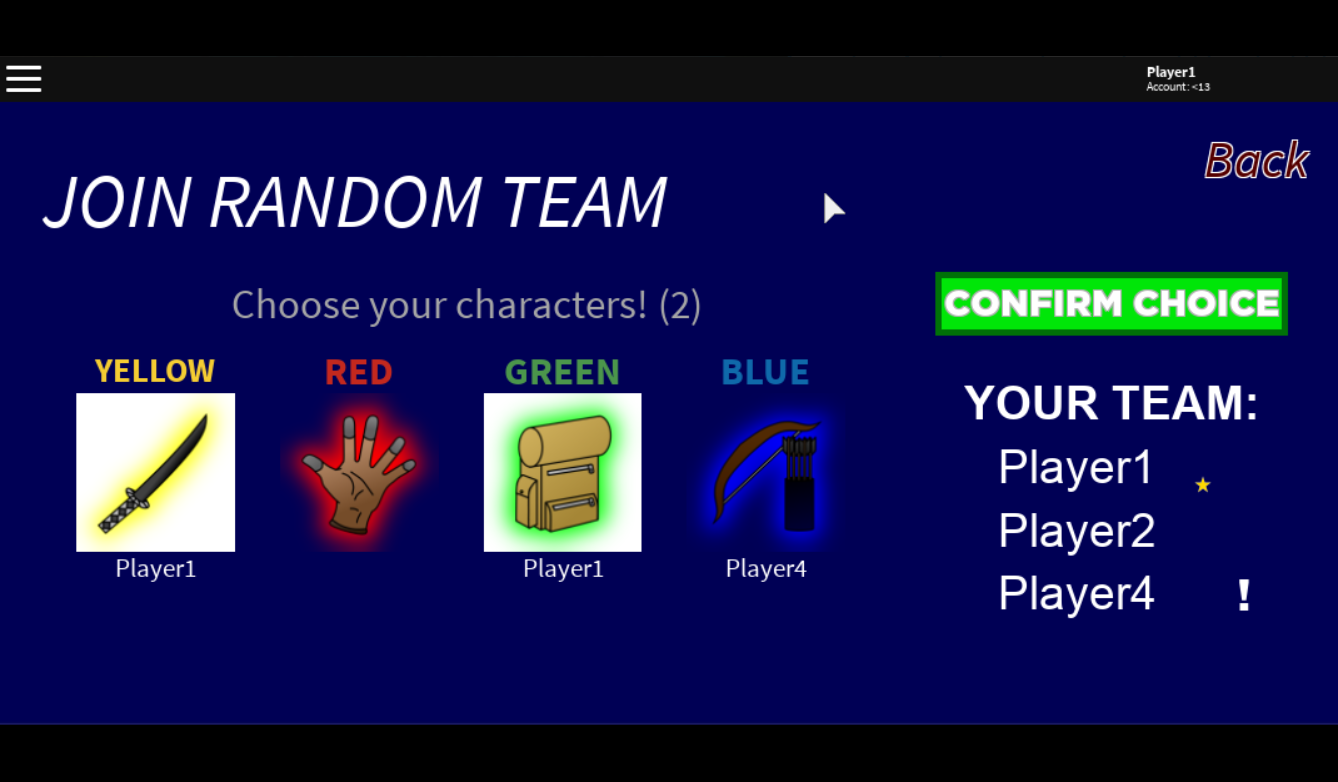 Player1
Account: <13
Back
JOIN RANDOM TEAM
Choose your characters! (2)
CONFIRM CHOICE
YELLOW
RED
GREEN
BLUE
Player1
Player1
Player4
YOUR TEAM:
Player1
Player2
Player4 !